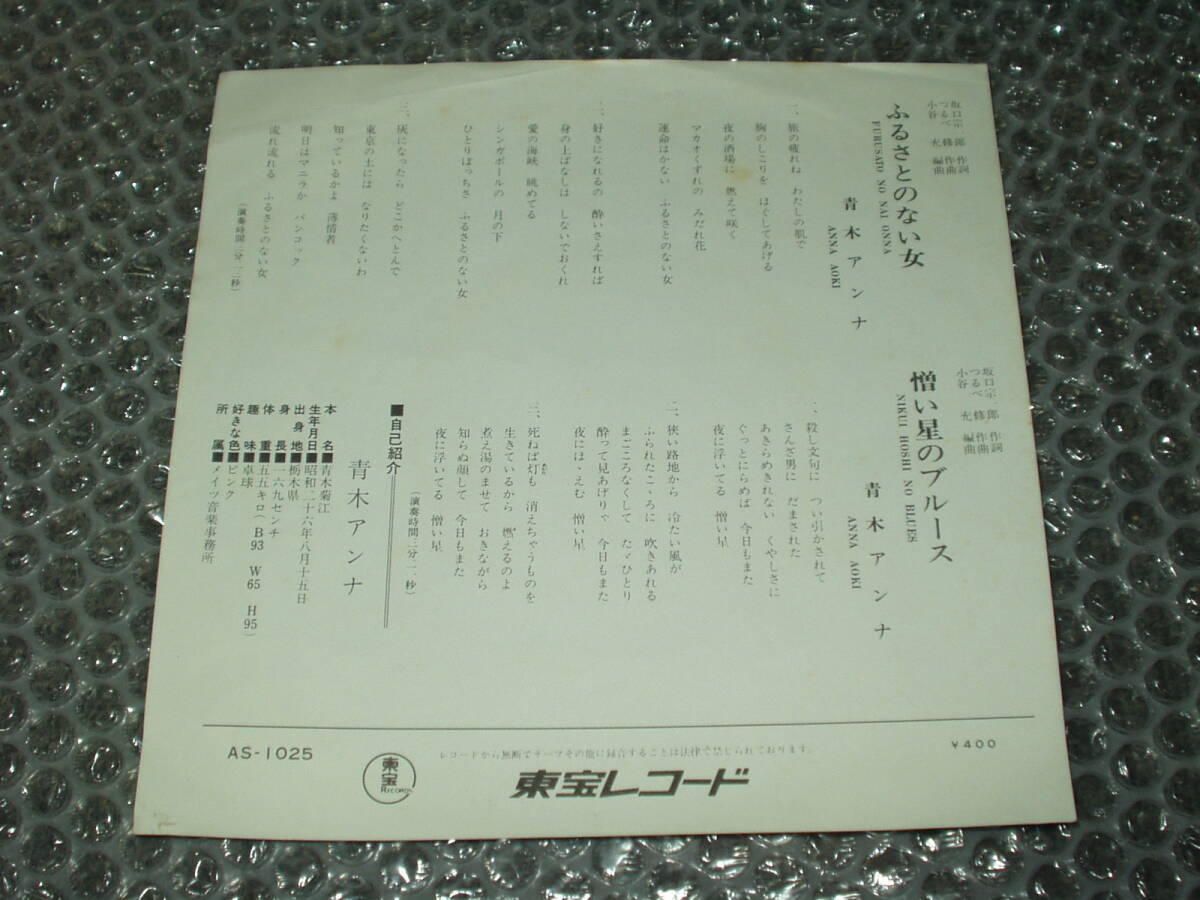 ふるさとのない女
FURUSATO NO NAI ONNA
坂口宗一郎 作詞
つるべ 修 作曲
小谷 充 編曲
青木アンナ
ANNA AOKI
一、旅の疲れね わたしの肌で
胸のしこりを ほぐしてあげる
夜の酒場に 燃えて咲く
マカオくずれの みだれ花
運命はかない ふるさとのない女
二、好きになれるの 酔いさえすれば
身の上ばなしは しないでおくれ
愛の海峡 眺めてる
シンガポールの 月の下
ひとりぼっちさ ふるさとのない女
三、灰になったら どこかへとんで
東京の土には なりたくないわ
知っているかよ 薄情者
明日はマニラか バンコック
流れ流れる ふるさとのない女
憎い星のブルース
NIKUI HOSHI NO BLUES
坂口宗一郎 作詞
つるべ 修 作曲
小谷 充 編曲
青木アンナ
ANNA AOKI
一、殺し文句に つい引かされて
さんざ男に だまされた
あきらめきれない くやしさに
ぐっとにらめば 今日もまた
夜に浮いてる 憎い星
二、狭い路地から 冷たい風が
ふられたこゝろに 吹きあれる
まごころなくして たゞひとり
酔って見あげりゃ 今日もまた
夜にほゝえむ 憎い星
三、死ねば灯も 消えちゃうものを
生きているから 燃えるのよ
煮え湯のませて おきながら
知らぬ顔して 今日もまた
夜に浮いてる 憎い星
■自己紹介
青木アンナ
本名■青木菊江
生年月日■昭和二十六年八月十五日
出身地■栃木県
身長■一六九センチ
体重■五五キロ(B93 W65 H95)
趣味■卓球
好きな色■ピンク
所属■メイツ音楽事務所
AS-1025
東宝
RECORDS
レコードから無断でテープその他に録音することは法律で禁じられております。
東宝レコード
¥400